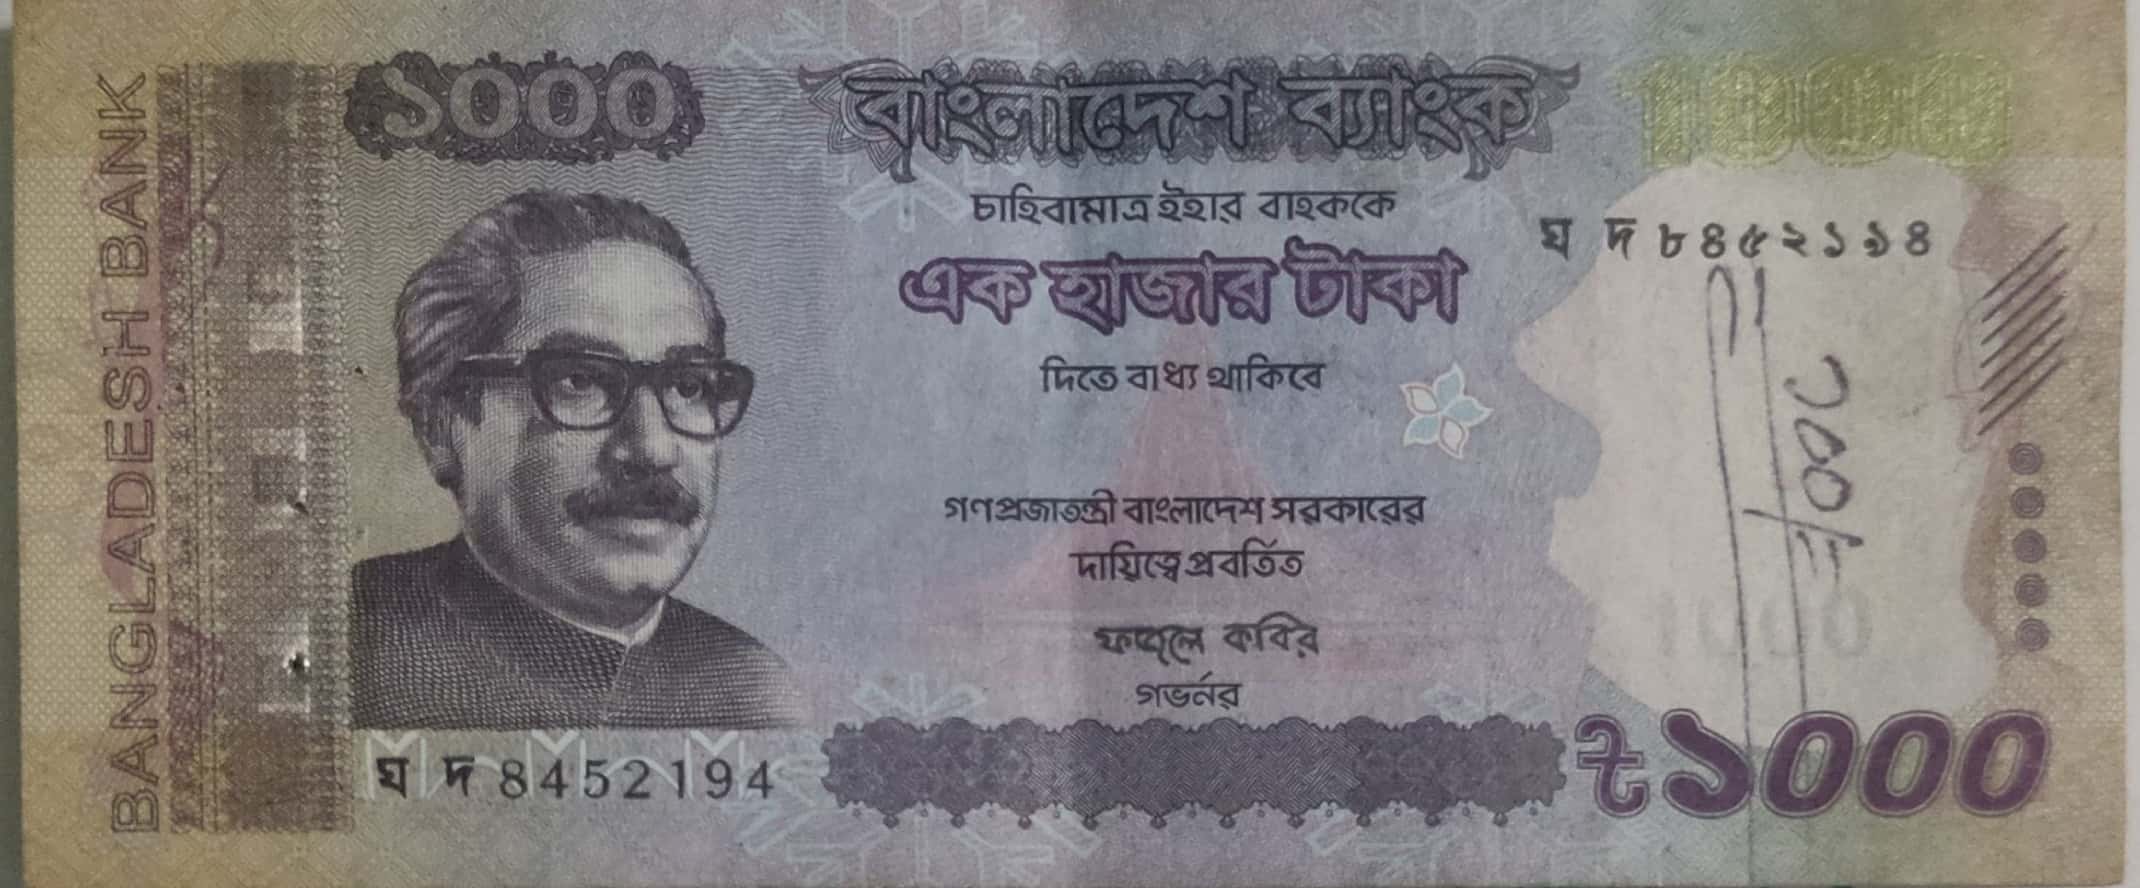 BANGLADESH BANK
১০০০
বাংলাদেশ ব্যাংক
1000
চাহিবামাত্র ইহার বাহককে
ঘ দ ৮৪৫২১৯৪
এক হাজার টাকা
দিতে বাধ্য থাকিবে
গণপ্রজাতন্ত্রী বাংলাদেশ সরকারের
দায়িত্বে প্রবর্তিত
ফজলে কবির
গভর্নর
1000
ঘ দ 8452194
৳১০০০